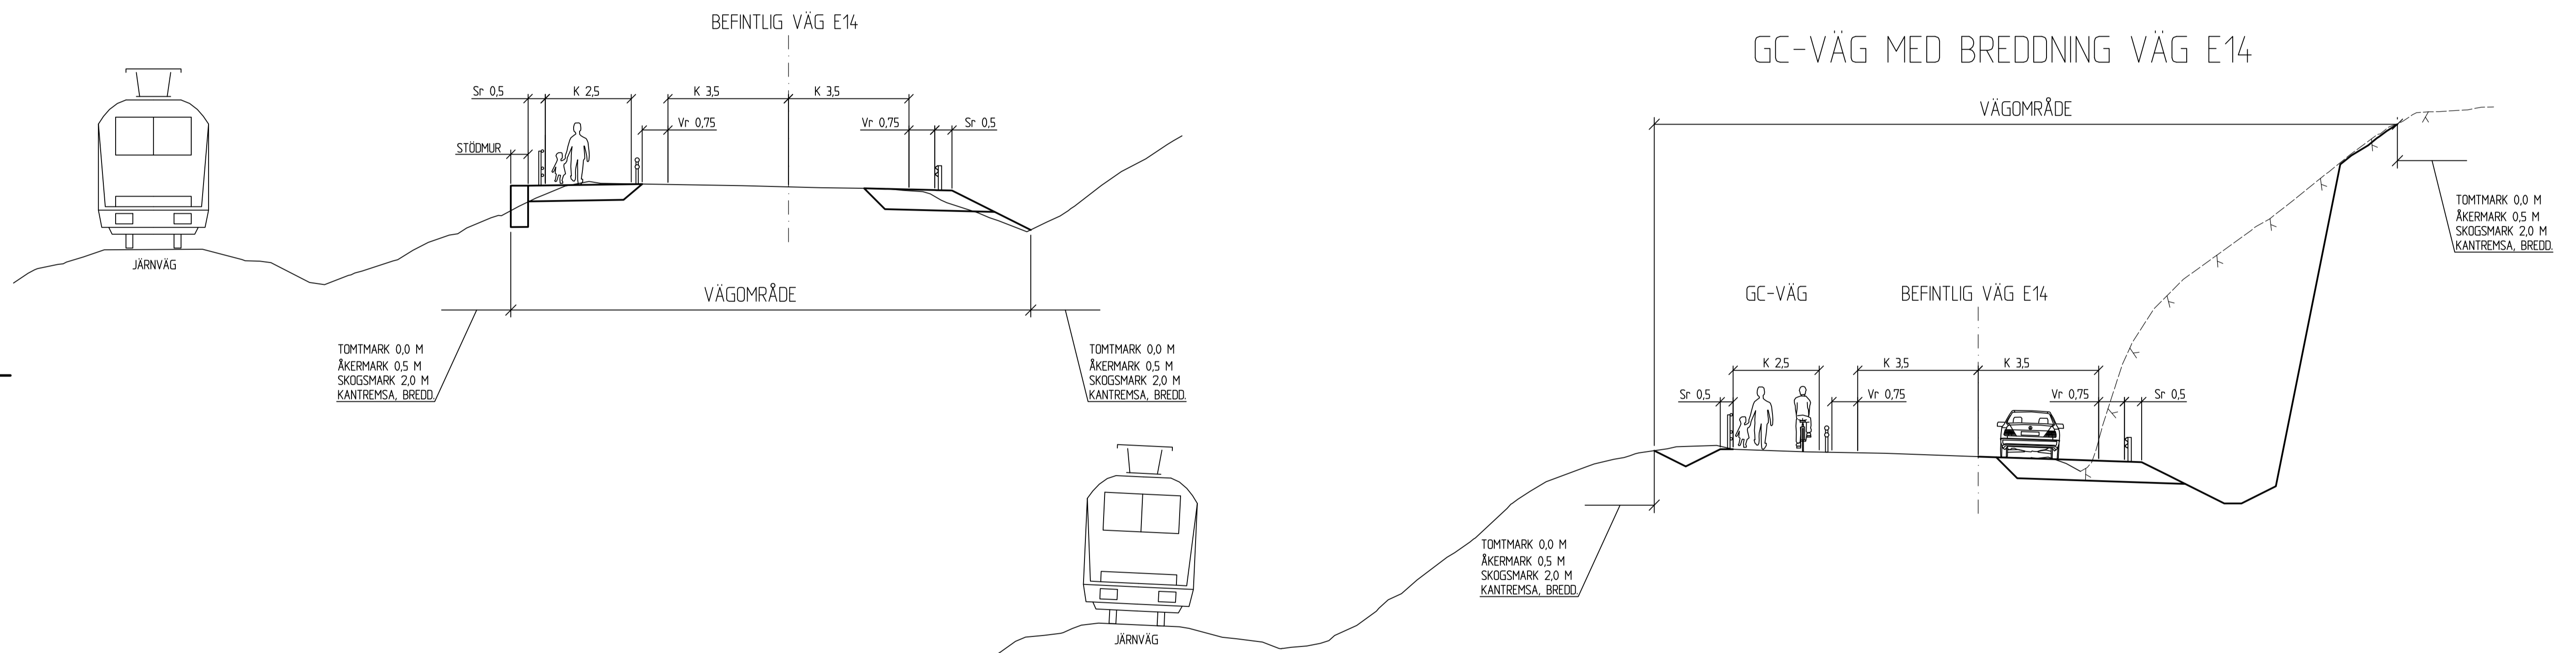 BEFINTLIG VÄG E14
Sr 0,5
K 2,5
K 3,5
K 3,5
Vr 0,75
Vr 0,75
Sr 0,5
STÖDMUR
JÄRNVÄG
VÄGOMRÅDE
TOMTMARK 0,0 M
ÅKERMARK 0,5 M
SKOGSMARK 2,0 M
KANTREMSA, BREDD.
TOMTMARK 0,0 M
ÅKERMARK 0,5 M
SKOGSMARK 2,0 M
KANTREMSA, BREDD.
GC-VÄG MED BREDDNING VÄG E14
VÄGOMRÅDE
TOMTMARK 0,0 M
ÅKERMARK 0,5 M
SKOGSMARK 2,0 M
KANTREMSA, BREDD.
GC-VÄG
BEFINTLIG VÄG E14
K 2,5
K 3,5
K 3,5
Sr 0,5
Vr 0,75
Vr 0,75
Sr 0,5
TOMTMARK 0,0 M
ÅKERMARK 0,5 M
SKOGSMARK 2,0 M
KANTREMSA, BREDD.
JÄRNVÄG